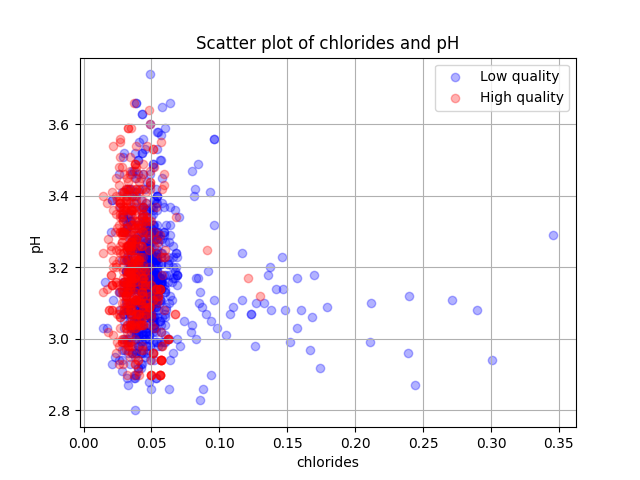 Scatter plot of chlorides and pH
Low quality
High quality
3.6
3.4
3.2
3.0
2.8
pH
0.00 0.05 0.10 0.15 0.20 0.25 0.30 0.35
chlorides